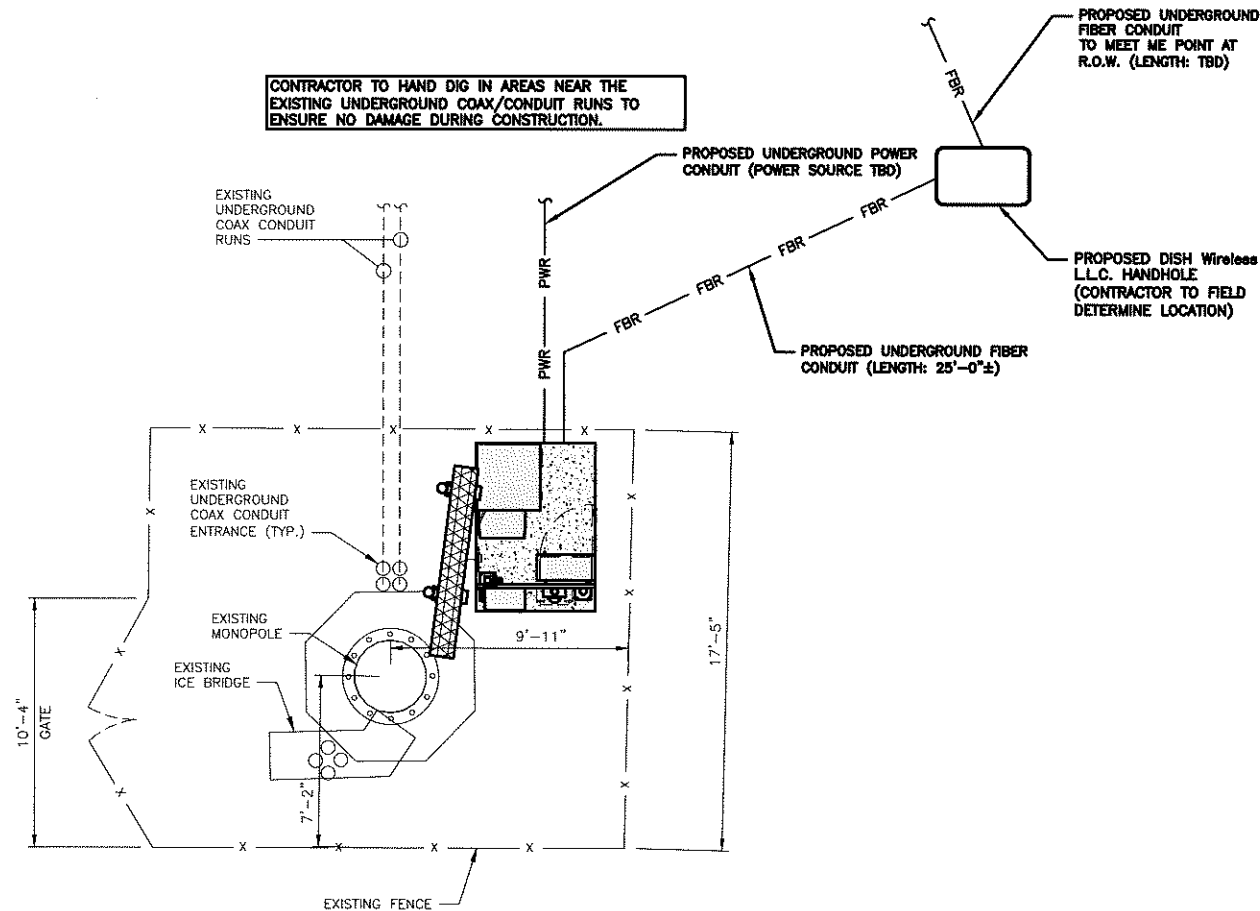 PROPOSED UNDERGROUND
FIBER CONDUIT
TO MEET ME POINT AT
R.O.W. (LENGTH: TBD)
FBR
CONTRACTOR TO HAND DIG IN AREAS NEAR THE
EXISTING UNDERGROUND COAX/CONDUIT RUNS TO
ENSURE NO DAMAGE DURING CONSTRUCTION.
PROPOSED UNDERGROUND POWER
CONDUIT (POWER SOURCE TBD)
EXISTING
UNDERGROUND
COAX CONDUIT
RUNS
FBR
FBR
FBR
FBR
PWR
PWR
PROPOSED DISH Wireless
L.L.C. HANDHOLE
(CONTRACTOR TO FIELD
DETERMINE LOCATION)
PROPOSED UNDERGROUND FIBER
CONDUIT (LENGTH: 25'-0"±)
X X X X X
EXISTING
UNDERGROUND
COAX CONDUIT
ENTRANCE (TYP.)
X
X
X
EXISTING
MONOPOLE
9'-11"
17'-5"
EXISTING
ICE BRIDGE
X
X
10'-4"
GATE
7'-2"
X
X
X X X X
EXISTING FENCE